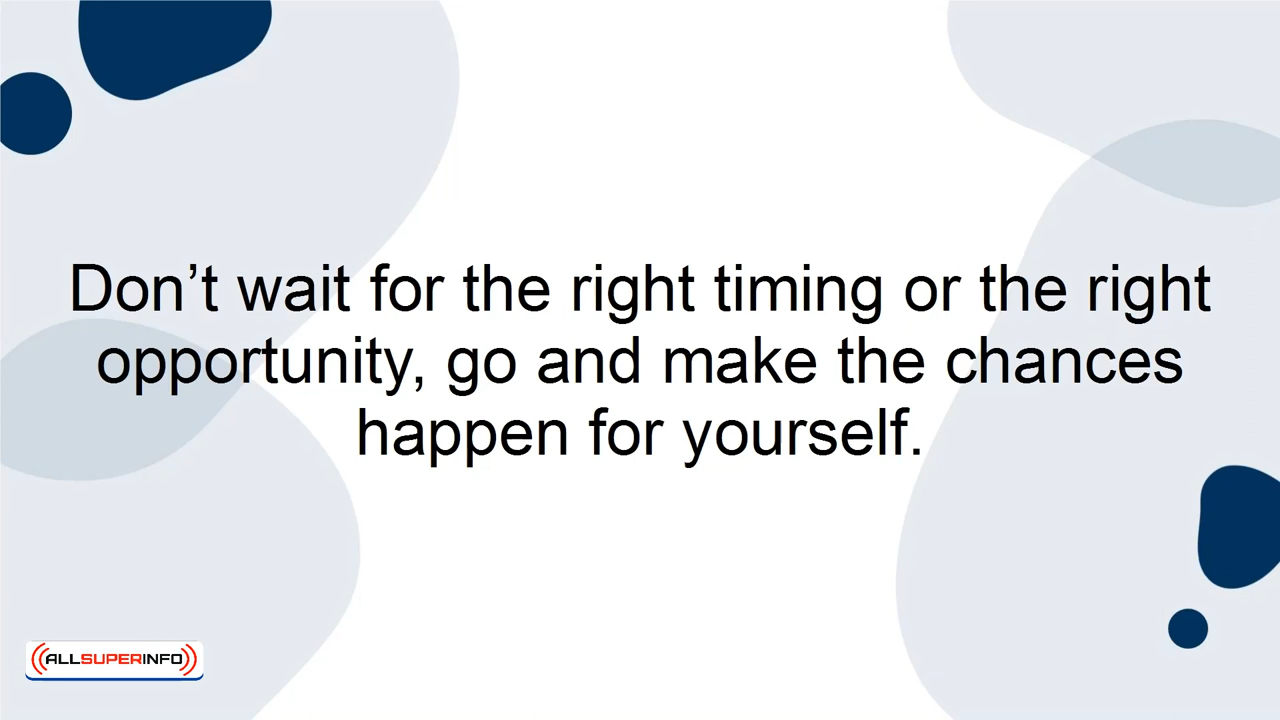 Don’t wait for the right timing or the right
opportunity, go and make the chances
happen for yourself.
ALLSUPERINFO